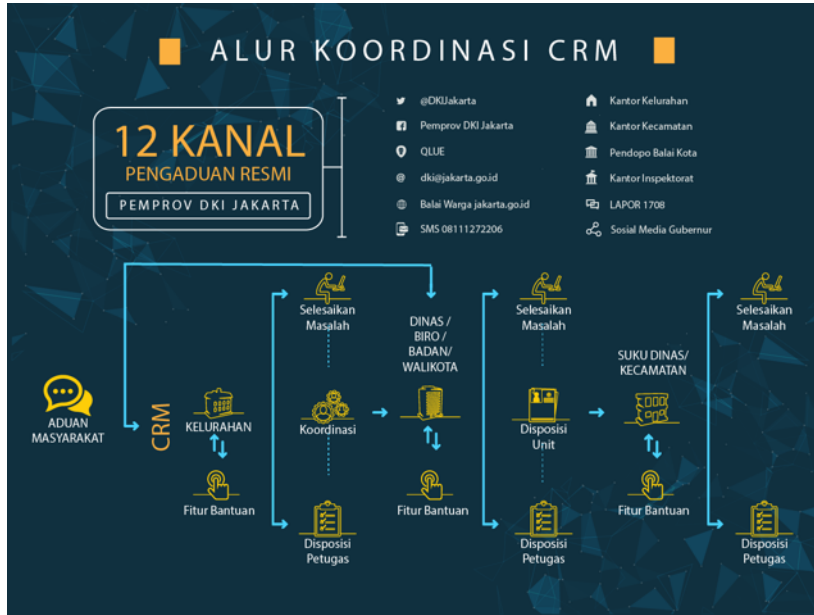 ALUR KOORDINASI CRM
12 KANAL
PENGADUAN RESMI
PEMPROV DKI JAKARTA
@DKIJakarta
Pemprov DKI Jakarta
QLUE
dki@jakarta.go.id
Balai Warga jakarta.go.id
SMS 08111272206
Kantor Kelurahan
Kantor Kecamatan
Pendopo Balai Kota
Kantor Inspektorat
LAPOR 1708
Sosial Media Gubernur
ADUAN
MASYARAKAT
CRM
KELURAHAN
Fitur Bantuan
Selesaikan
Masalah
Koordinasi
Disposisi
Petugas
DINAS /
BIRO /
BADAN/
WALIKOTA
Fitur Bantuan
Selesaikan
Masalah
Disposisi
Unit
Disposisi
Petugas
SUKU DINAS/
KECAMATAN
Fitur Bantuan
Selesaikan
Masalah
Disposisi
Petugas